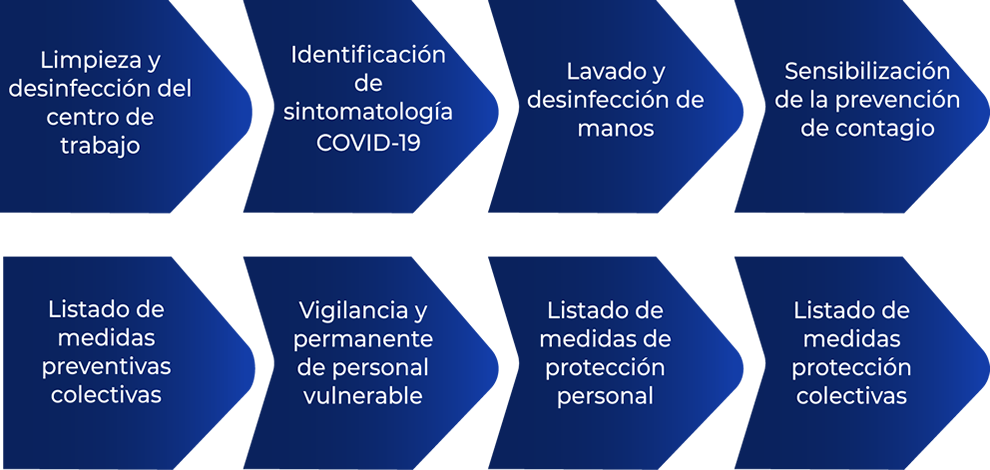 Limpieza y
desinfección del
centro de
trabajo
Identificación
de
sintomatología
COVID-19
Lavado y
desinfección de
manos
Sensibilización
de la prevención
de contagio
Listado de
medidas
preventivas
colectivas
Vigilancia y
permanente
de personal
vulnerable
Listado de
medidas de
protección
personal
Listado de
medidas
protección
colectivas